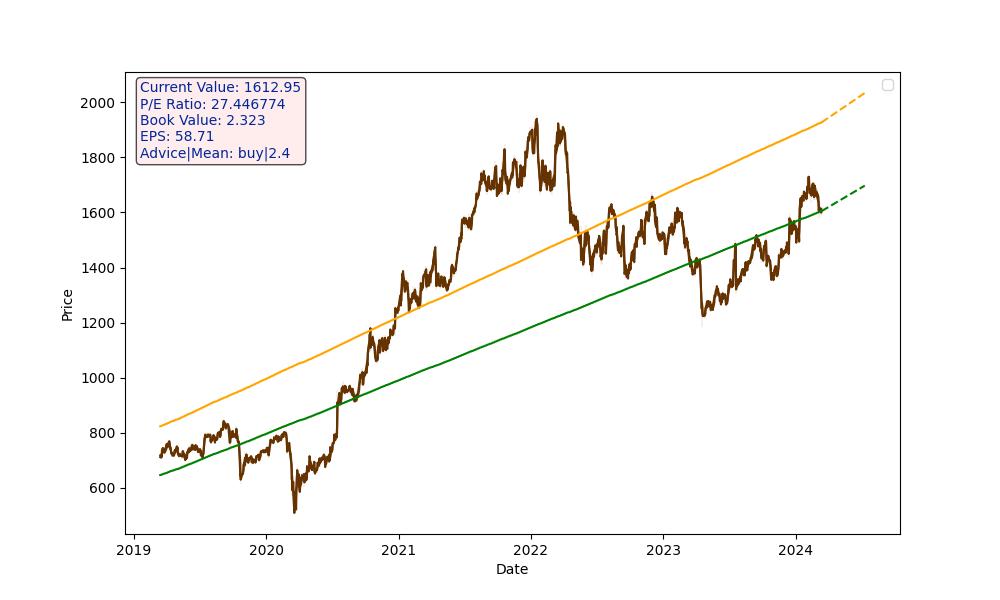 Current Value: 1612.95
P/E Ratio: 27.446774
Book Value: 2.323
EPS: 58.71
Advice|Mean: buy|2.4
2000
1800
1600
1400
1200
1000
800
600
Price
2019 2020 2021 2022 2023 2024
Date